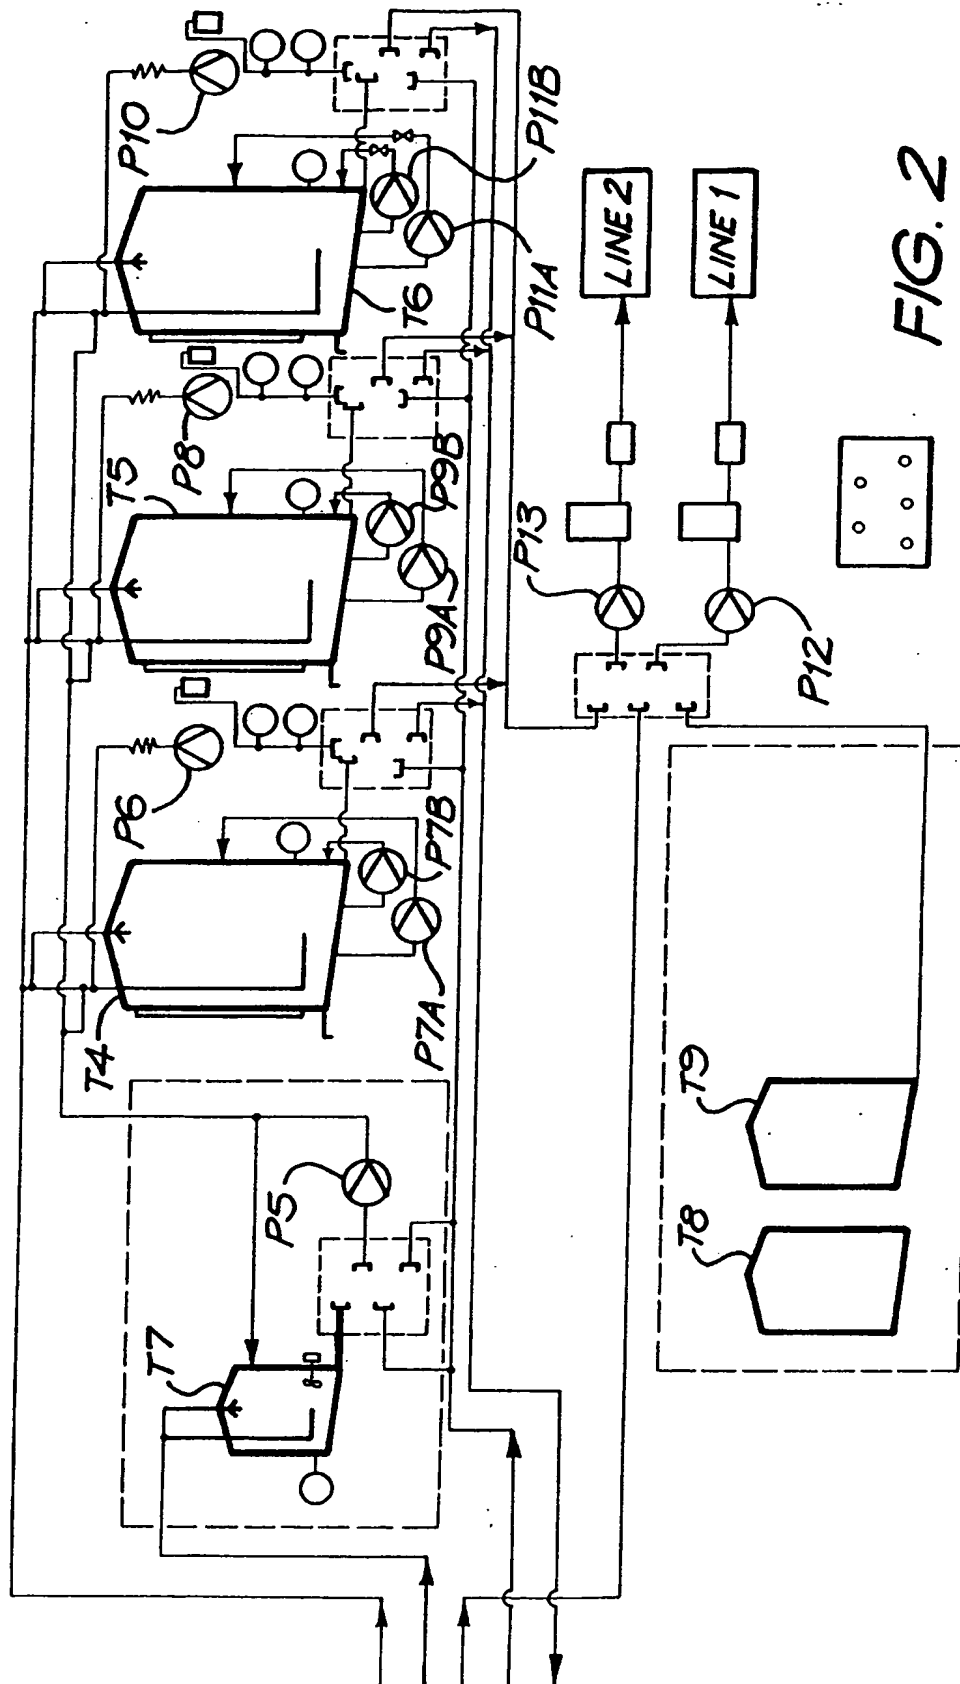 P10
P11B
T6
P11A
P8
T5
P9B
P9A
P6
P7B
T4
P7A
P5
T7
LINE 2
LINE 1
P13
P12
T9
T8
FIG. 2